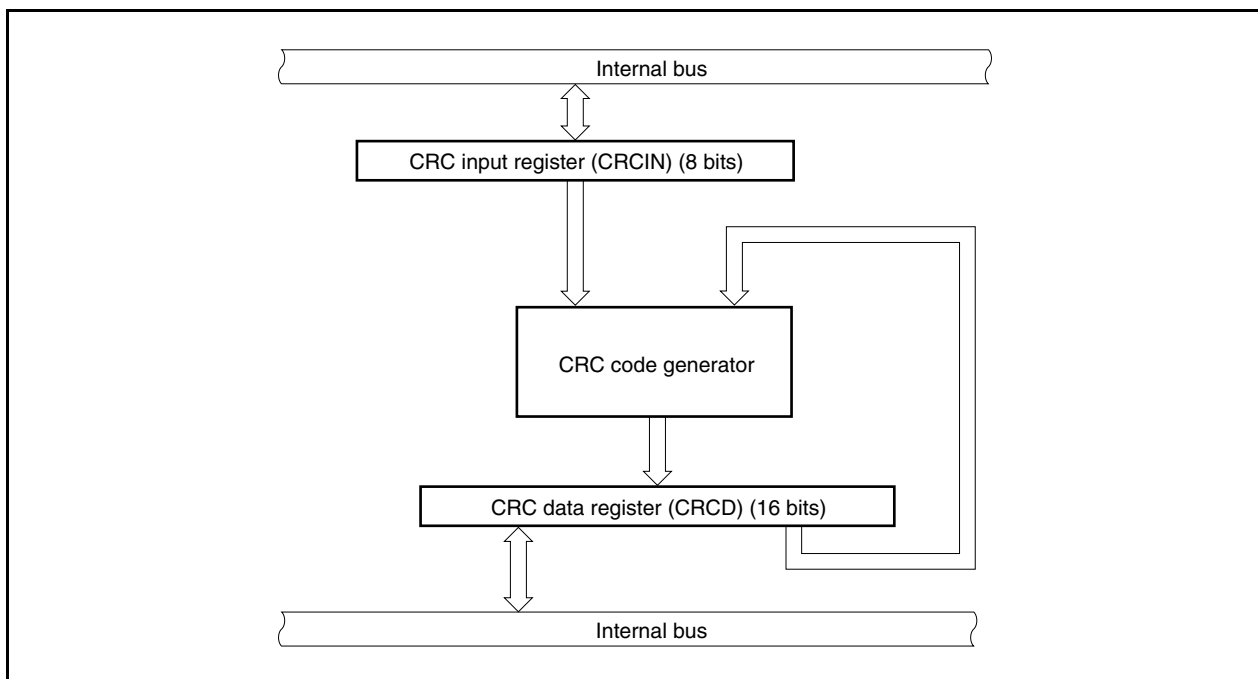 Internal bus
CRC input register (CRCIN) (8 bits)
CRC code generator
CRC data register (CRCD) (16 bits)
Internal bus